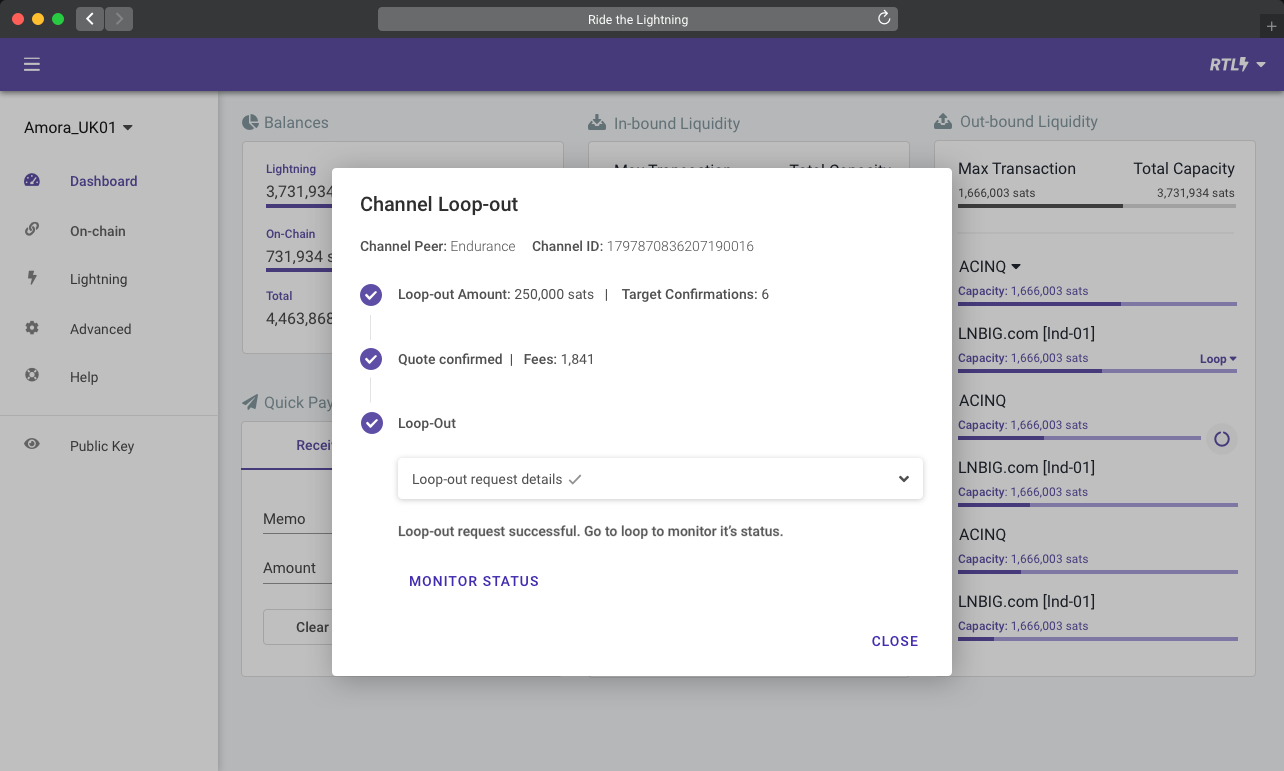 Ride the Lightning
RTL
Amora_UK01
Dashboard
On-chain
Lightning
Advanced
Help
Public Key
Balances
Lightning
3,731,934
On-Chain
731,934
Total
4,463,868
Quick Pay
Memo
Amount
Clear
In-bound Liquidity
Max Transaction Total Capacity
Out-bound Liquidity
Max Transaction Total Capacity
1,666,003 sats 3,731,934 sats
ACINQ
Capacity: 1,666,003 sats
LNBIG.com [Ind-01]
Capacity: 1,666,003 sats Loop
ACINQ
Capacity: 1,666,003 sats
LNBIG.com [Ind-01]
Capacity: 1,666,003 sats
ACINQ
Capacity: 1,666,003 sats
LNBIG.com [Ind-01]
Capacity: 1,666,003 sats
Channel Loop-out
Channel Peer: Endurance Channel ID: 1797870836207190016
Loop-out Amount: 250,000 sats | Target Confirmations: 6
Quote confirmed | Fees: 1,841
Loop-Out
Loop-out request details
Loop-out request successful. Go to loop to monitor it’s status.
MONITOR STATUS
CLOSE